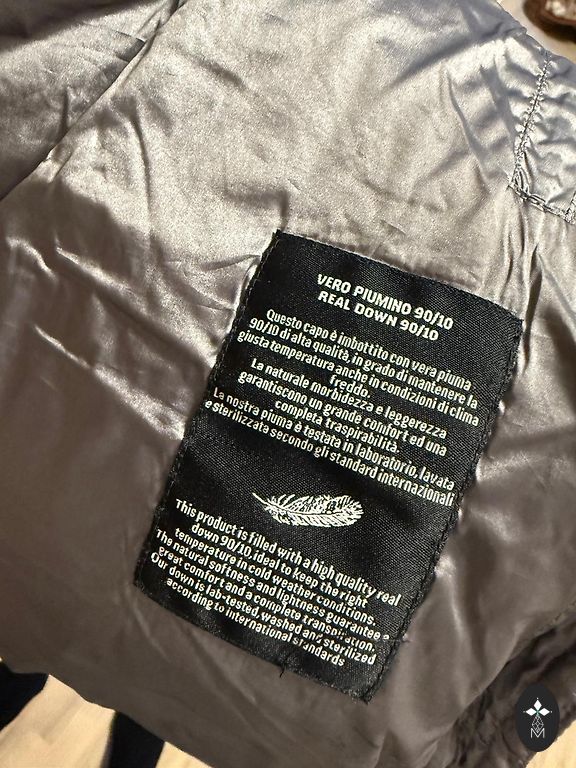 VERO PIUMINO 90/10
REAL DOWN 90/10
Questo capo è imbottito con vera piuma
90/10 di alta qualità, in grado di mantenere la
giusta temperatura anche in condizioni di clima
freddo.
La naturale morbidezza e leggerezza
garantiscono un grande comfort ed una
completa traspirabilità.
La nostra piuma è testata in laboratorio, lavata
e sterilizzata secondo gli standard internazionali
This product is filled with a high quality real
down 90/10, ideal to keep the right
temperature in cold weather conditions.
The natural softness and lightness guarantee a
great comfort and a complete transpiration.
Our down is lab-tested washed and sterilized
according to international standards
M